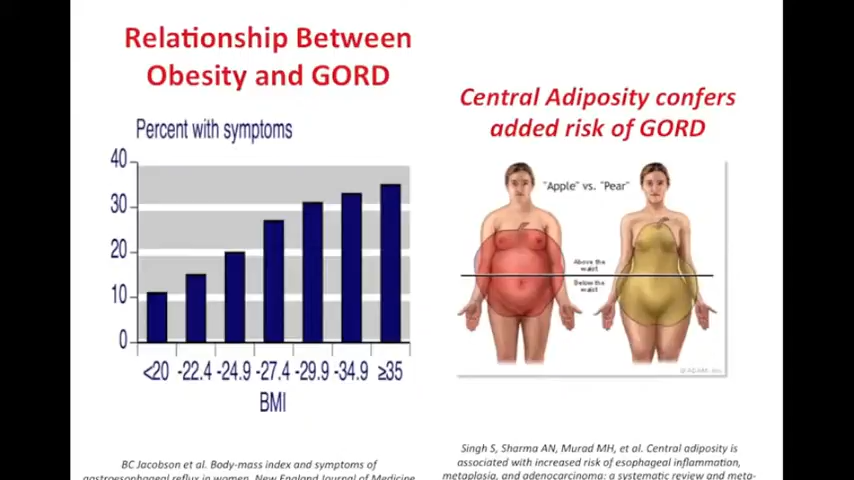 Relationship Between
Obesity and GORD
Percent with symptoms
40
30
20
10
0
<20 -22.4 -24.9 -27.4 -29.9 -34.9 ≥35
BMI
BC Jacobson et al. Body-mass index and symptoms of
gastroesophageal reflux in women. New England Journal of Medicine
Central Adiposity confers
added risk of GORD
"Apple" vs. "Pear"
Above the
waist
Below the
waist
Singh S, Sharma AN, Murad MH, et al. Central adiposity is
associated with increased risk of esophageal inflammation,
metaplasia, and adenocarcinoma: a systematic review and meta-